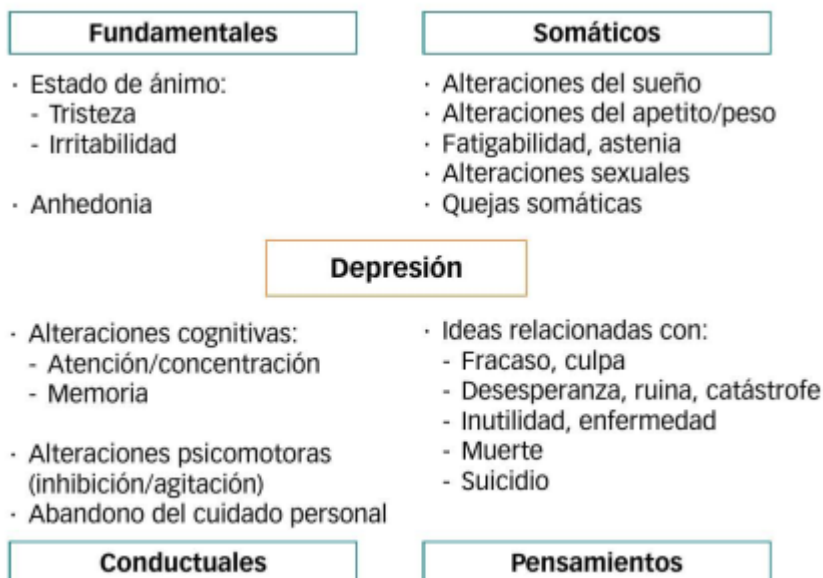 Fundamentales
· Estado de ánimo:
- Tristeza
- Irritabilidad
· Anhedonia
Somáticos
· Alteraciones del sueño
· Alteraciones del apetito/peso
· Fatigabilidad, astenia
· Alteraciones sexuales
· Quejas somáticas
Depresión
· Alteraciones cognitivas:
- Atención/concentración
- Memoria
· Alteraciones psicomotoras
(inhibición/agitación)
· Abandono del cuidado personal
Conductuales
· Ideas relacionadas con:
- Fracaso, culpa
- Desesperanza, ruina, catástrofe
- Inutilidad, enfermedad
- Muerte
- Suicidio
Pensamientos